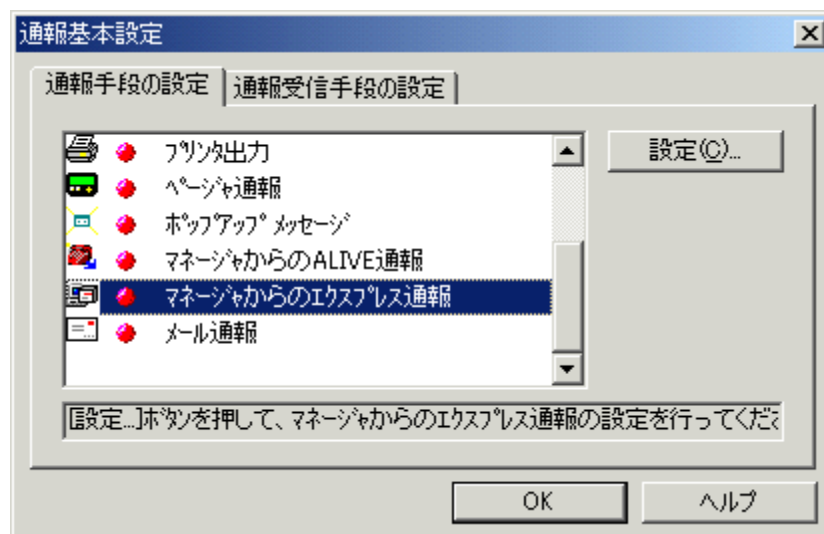 通報基本設定
通報手段の設定 通報受信手段の設定
プリンタ出力
設定(C)...
ページャ通報
ポップアップ メッセージ
マネージャからのALIVE通報
マネージャからのエクスプレス通報
メール通報
[設定...]ボタンを押して、マネージャからのエクスプレス通報の設定を行ってくだ
OK
ヘルプ